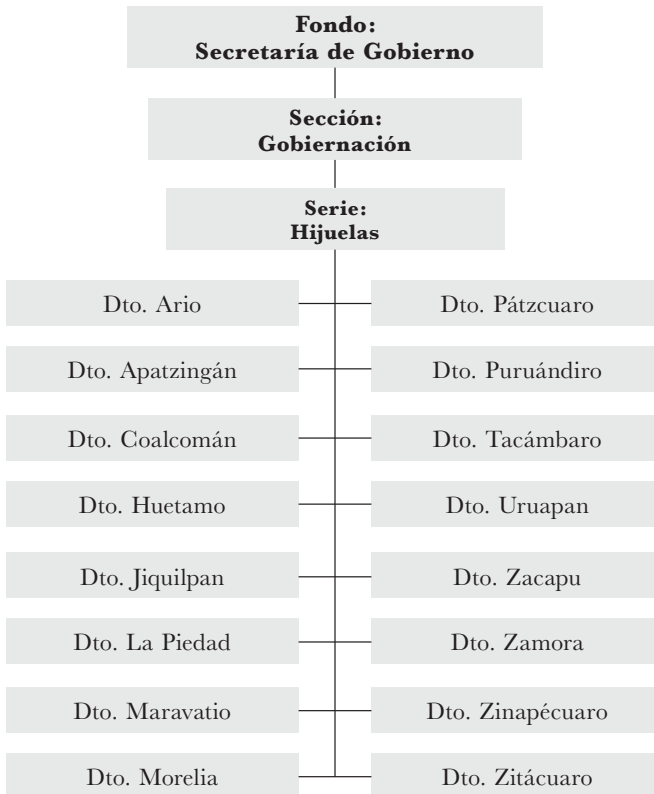 Fondo:
Secretaría de Gobierno
Sección:
Gobiernación
Serie:
Hijuelas
Dto. Ario
Dto. Pátzcuaro
Dto. Apatzingán
Dto. Puruándiro
Dto. Coalcomán
Dto. Tacámbaro
Dto. Huetamo
Dto. Uruapan
Dto. Jiquilpan
Dto. Zacapu
Dto. La Piedad
Dto. Zamora
Dto. Maravatio
Dto. Zinapécuaro
Dto. Morelia
Dto. Zitácuaro